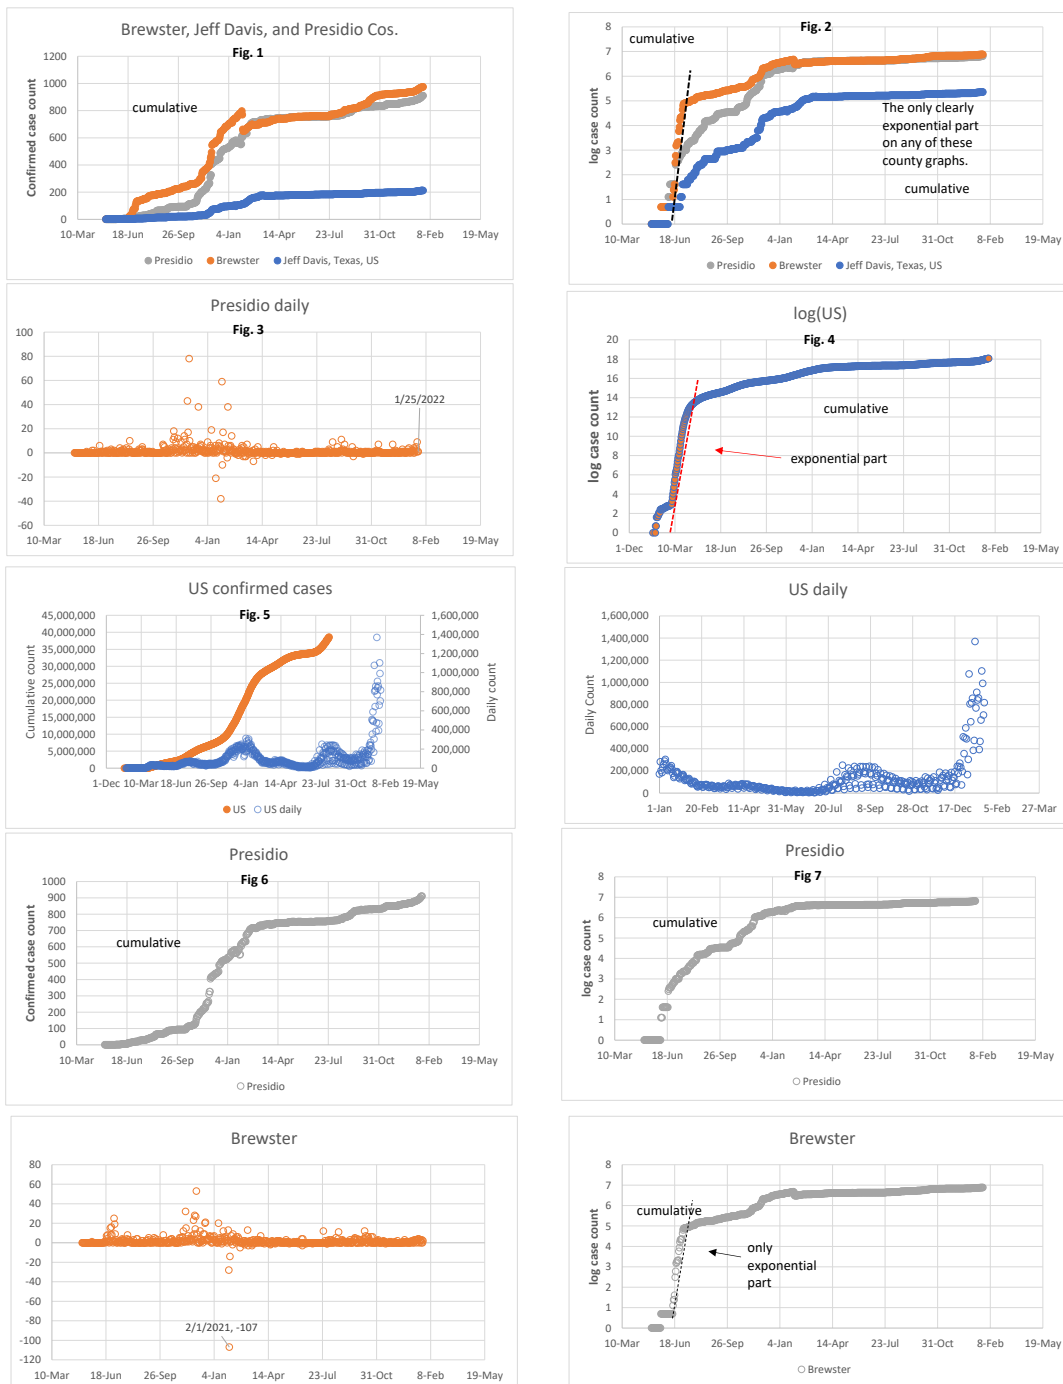 Brewster, Jeff Davis, and Presidio Cos.
Fig. 1
cumulative
Confirmed case count
1200
1000
800
600
400
200
0
10-Mar 18-Jun 26-Sep 4-Jan 14-Apr 23-Jul 31-Oct 8-Feb 19-May
Presidio Brewster Jeff Davis, Texas, US
Fig. 2
cumulative
log case count
8
7
6
5
4
3
2
1
0
The only clearly
exponential part
on any of these
county graphs.
cumulative
10-Mar 18-Jun 26-Sep 4-Jan 14-Apr 23-Jul 31-Oct 8-Feb 19-May
Presidio Brewster Jeff Davis, Texas, US
Presidio daily
Fig. 3
100
80
60
40
20
0
-20
-40
-60
1/25/2022
10-Mar 18-Jun 26-Sep 4-Jan 14-Apr 23-Jul 31-Oct 8-Feb 19-May
log(US)
Fig. 4
log case count
20
18
16
14
12
10
8
6
4
2
0
cumulative
exponential part
1-Dec 10-Mar 18-Jun 26-Sep 4-Jan 14-Apr 23-Jul 31-Oct 8-Feb 19-May
US confirmed cases
Fig. 5
Cumulative count
45,000,000
40,000,000
35,000,000
30,000,000
25,000,000
20,000,000
15,000,000
10,000,000
5,000,000
0
1,600,000
1,400,000
1,200,000
1,000,000
800,000
600,000
400,000
200,000
0
Daily count
1-Dec 10-Mar 18-Jun 26-Sep 4-Jan 14-Apr 23-Jul 31-Oct 8-Feb 19-May
US US daily
US daily
Daily Count
1,600,000
1,400,000
1,200,000
1,000,000
800,000
600,000
400,000
200,000
0
1-Jan 20-Feb 11-Apr 31-May 20-Jul 8-Sep 28-Oct 17-Dec 5-Feb 27-Mar
Presidio
Fig 6
cumulative
Confirmed case count
1000
900
800
700
600
500
400
300
200
100
0
10-Mar 18-Jun 26-Sep 4-Jan 14-Apr 23-Jul 31-Oct 8-Feb 19-May
Presidio
Presidio
Fig 7
cumulative
log case count
8
7
6
5
4
3
2
1
0
10-Mar 18-Jun 26-Sep 4-Jan 14-Apr 23-Jul 31-Oct 8-Feb 19-May
Presidio
Brewster
80
60
40
20
0
-20
-40
-60
-80
-100
-120
2/1/2021, -107
10-Mar 18-Jun 26-Sep 4-Jan 14-Apr 23-Jul 31-Oct 8-Feb 19-May
Brewster
cumulative
log case count
8
7
6
5
4
3
2
1
0
only
exponential
part
10-Mar 18-Jun 26-Sep 4-Jan 14-Apr 23-Jul 31-Oct 8-Feb 19-May
Brewster